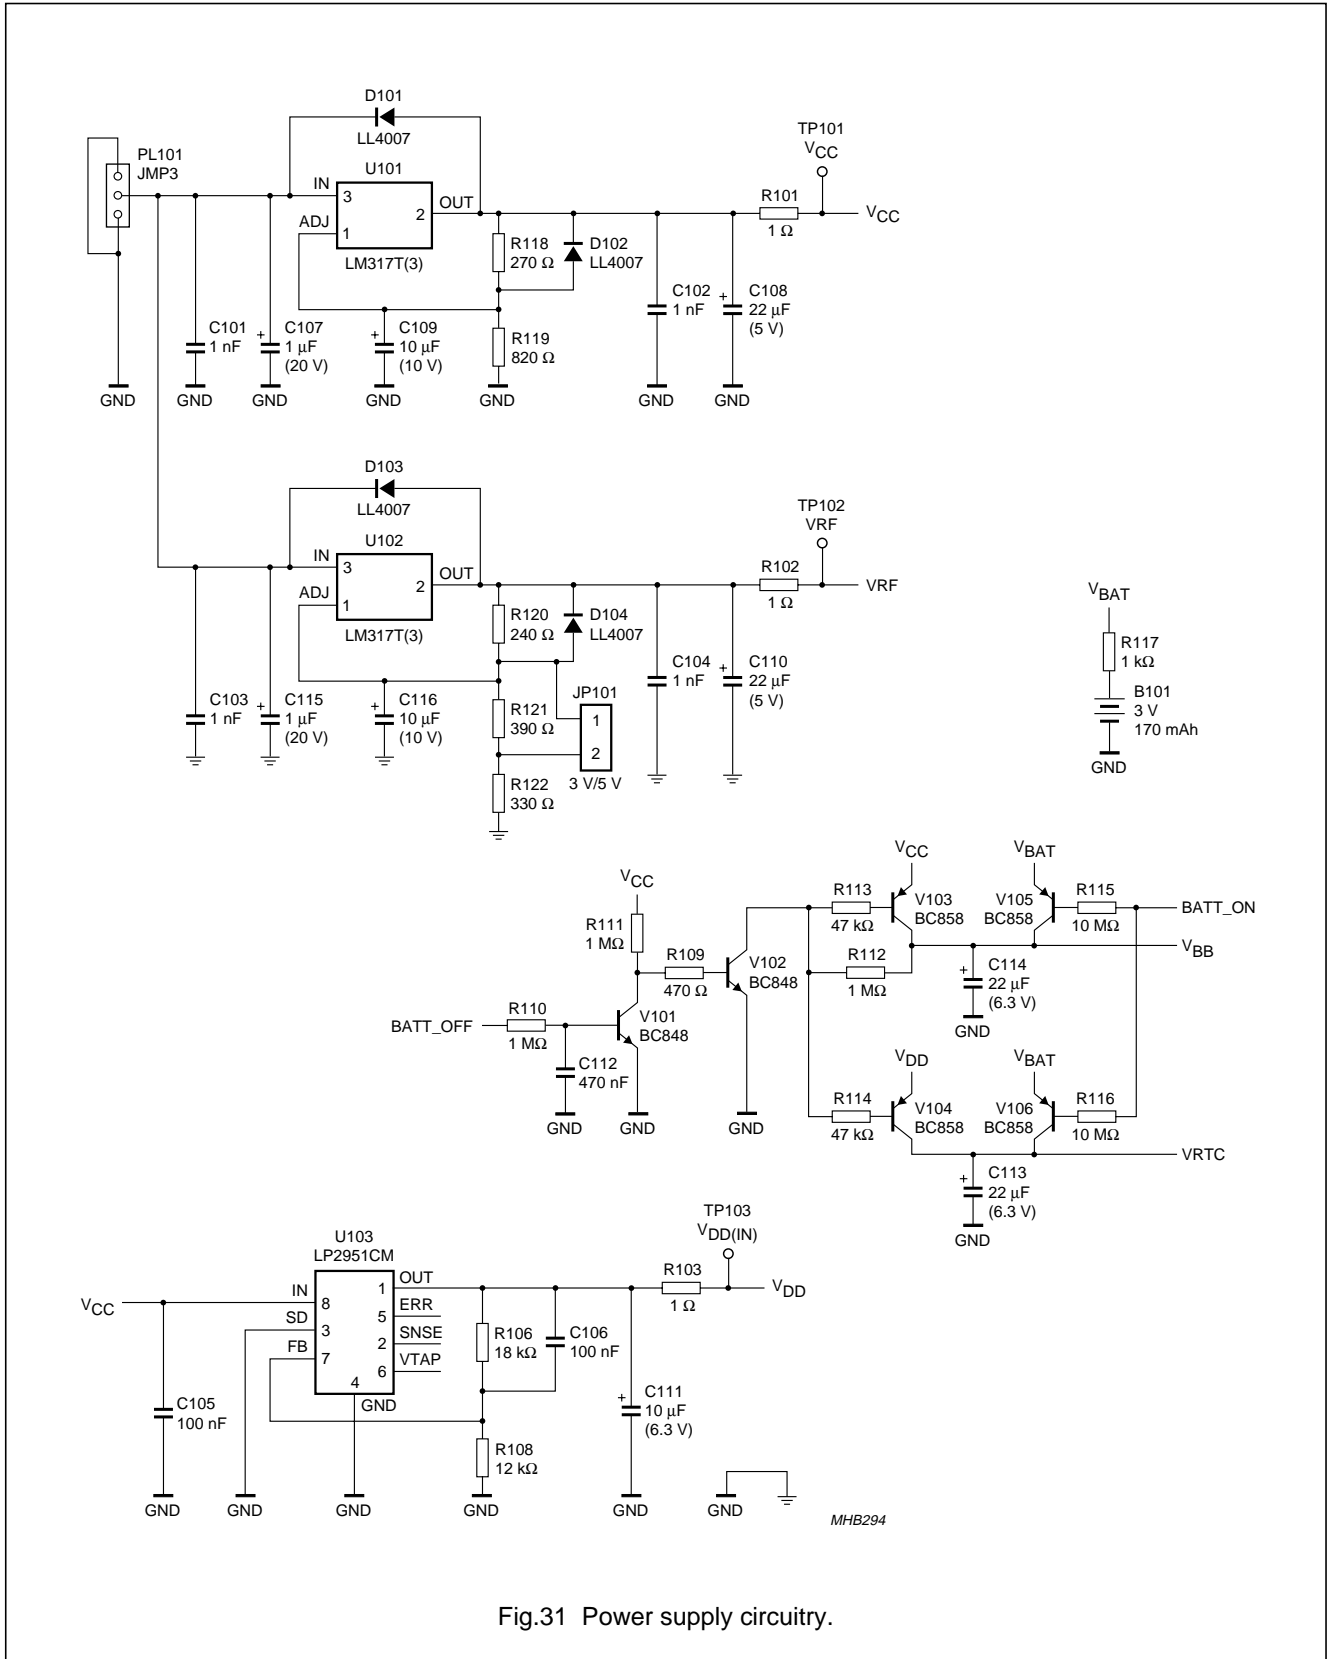 D101
LL4007
PL101
JMP3
U101
IN
3
OUT
2
ADJ
1
LM317T(3)
TP101
VCC
R101
1 Ω
VCC
R118
270 Ω
D102
LL4007
C101
1 nF
+
C107
1 μF
(20 V)
+
C109
10 μF
(10 V)
R119
820 Ω
C102
1 nF
+
C108
22 μF
(5 V)
GND
GND
GND
GND
GND
GND
GND
D103
LL4007
U102
IN
3
OUT
2
ADJ
1
LM317T(3)
TP102
VRF
R102
1 Ω
VRF
R120
240 Ω
D104
LL4007
C103
1 nF
+
C115
1 μF
(20 V)
+
C116
10 μF
(10 V)
R121
390 Ω
JP101
1
2
3 V/5 V
R122
330 Ω
C104
1 nF
+
C110
22 μF
(5 V)
VBAT
R117
1 kΩ
B101
3 V
170 mAh
GND
VCC
R111
1 MΩ
R109
470 Ω
V102
BC848
BATT_OFF
R110
1 MΩ
V101
BC848
C112
470 nF
GND
GND
GND
VCC
VBAT
R113
47 kΩ
V103
BC858
V105
BC858
R115
10 MΩ
BATT_ON
R112
1 MΩ
VBB
+
C114
22 μF
(6.3 V)
GND
VDD
VBAT
R114
47 kΩ
V104
BC858
V106
BC858
R116
10 MΩ
VRTC
+
C113
22 μF
(6.3 V)
GND
U103
LP2951CM
VCC
IN
8
SD
3
FB
7
4
GND
1
OUT
5
ERR
2
SNSE
6
VTAP
TP103
VDD(IN)
R103
1 Ω
VDD
R106
18 kΩ
C106
100 nF
C105
100 nF
+
C111
10 μF
(6.3 V)
R108
12 kΩ
GND
GND
GND
GND
GND
GND
MHB294
Fig.31 Power supply circuitry.